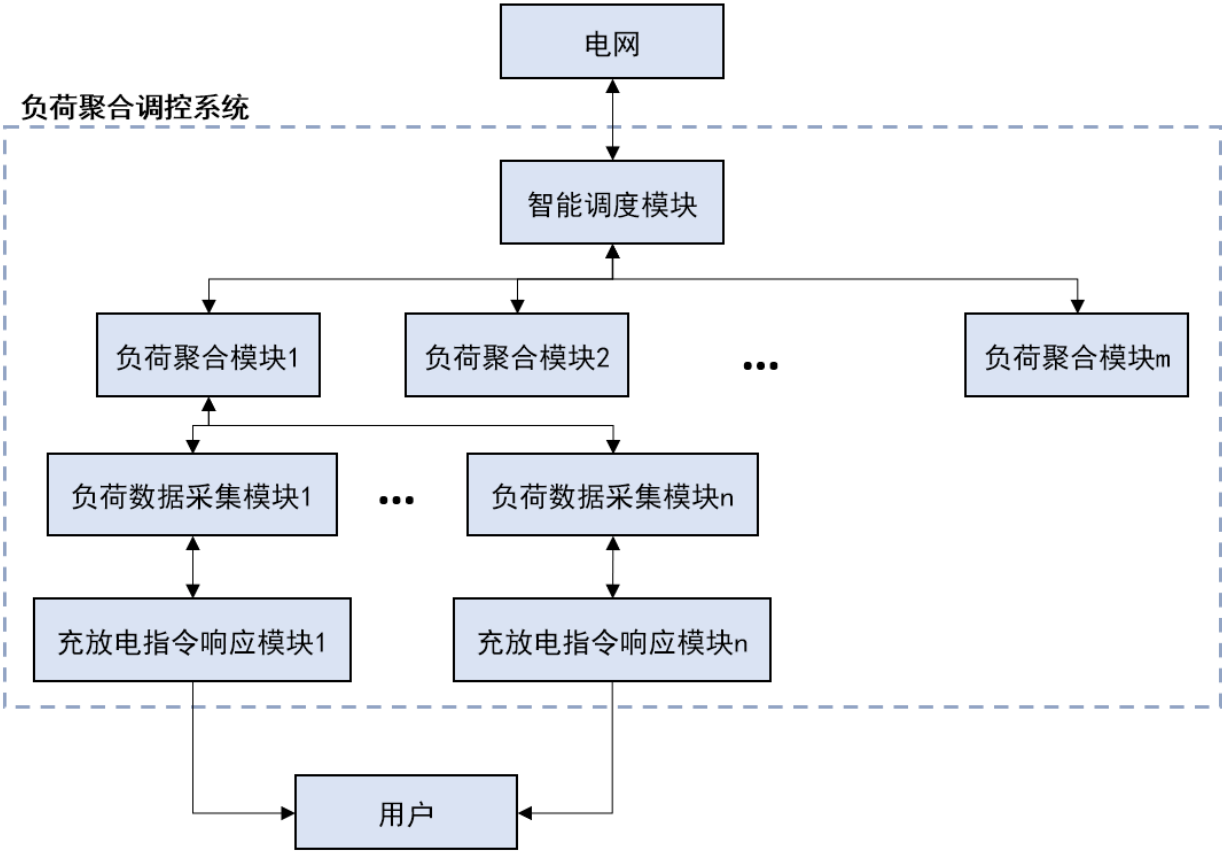 电网
负荷聚合调控系统
智能调度模块
负荷聚合模块1
负荷聚合模块2
...
负荷聚合模块m
负荷数据采集模块1
...
负荷数据采集模块n
充放电指令响应模块1
充放电指令响应模块n
用户